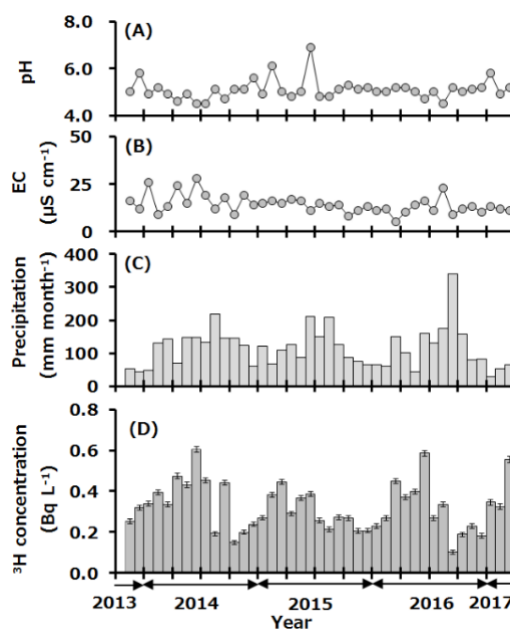 8.0
(A)
pH
6.0
4.0
50
(B)
EC
(μS cm⁻¹)
25
0
400
(C)
Precipitation
(mm month⁻¹)
300
200
100
0
0.8
(D)
³H concentration
(Bq L⁻¹)
0.6
0.4
0.2
0.0
2013 2014 2015 2016 2017
Year